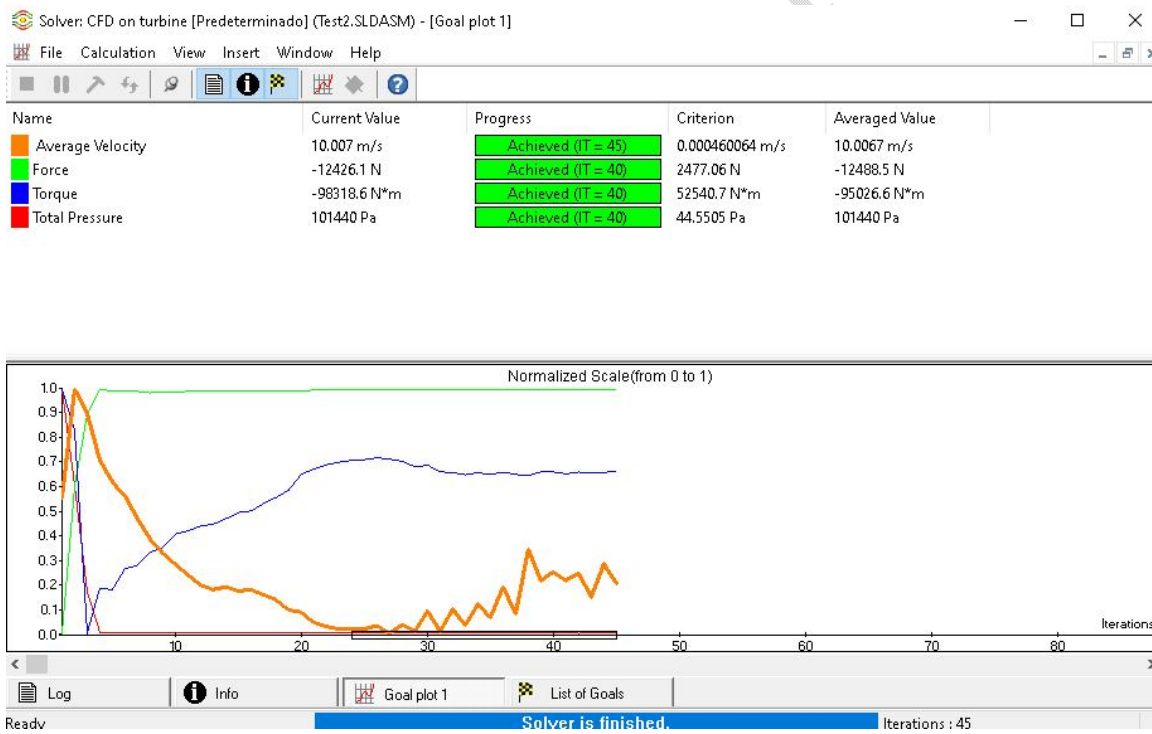 Solver: CFD on turbine [Predeterminado] (Test2.SLDASM) - [Goal plot 1]
File Calculation View Insert Window Help
Name Current Value Progress Criterion Averaged Value
Average Velocity 10.007 m/s Achieved (IT = 45) 0.000460064 m/s 10.0067 m/s
Force -12426.1 N Achieved (IT = 40) 2477.06 N -12488.5 N
Torque -98318.6 N*m Achieved (IT = 40) 52540.7 N*m -95026.6 N*m
Total Pressure 101440 Pa Achieved (IT = 40) 44.5505 Pa 101440 Pa
Normalized Scale(from 0 to 1)
1.0
0.9
0.8
0.7
0.6
0.5
0.4
0.3
0.2
0.1
0.0
Iterations
10 20 30 40 50 60 70 80
Log Info Goal plot 1 List of Goals
Ready Solver is finished. Iterations : 45